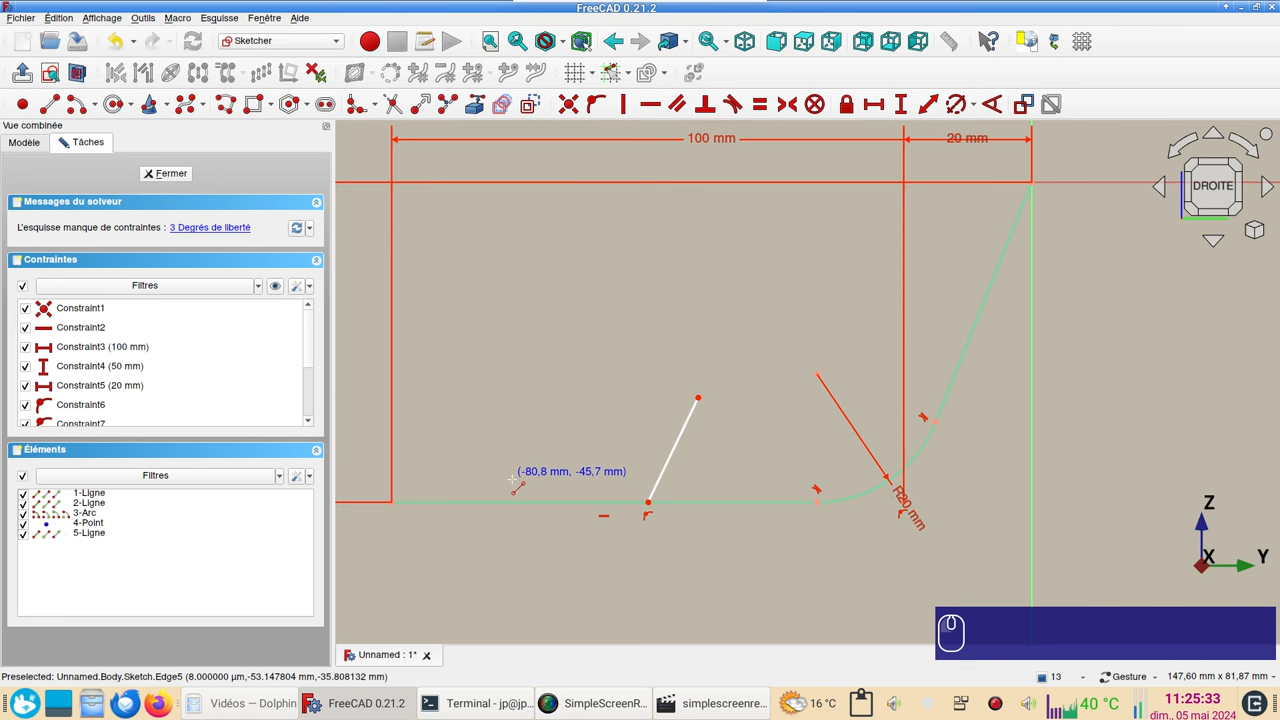 FreeCAD 0.21.2
Fichier Édition Affichage Outils Macro Esquisse Fenêtre Aide
Sketcher
Vue combinée
Modèle Tâches
Fermer
Messages du solveur
L'esquisse manque de contraintes : 3 Degrés de liberté
Contraintes
Filtres
Constraint1
Constraint2
Constraint3 (100 mm)
Constraint4 (50 mm)
Constraint5 (20 mm)
Constraint6
Constraint7
Éléments
Filtres
1-Ligne
2-Ligne
3-Arc
4-Point
5-Ligne
100 mm
20 mm
DROITE
(-80,8 mm, -45,7 mm)
R20 mm
Z
X
Y
Unnamed : 1*
Preselected: Unnamed.Body.Sketch.Edge5 (8.000000 µm,-53.147804 mm,-35.808132 mm)
13
Gesture
147,60 mm x 81,87 mm
Vidéos — Dolphin
FreeCAD 0.21.2
Terminal - jp@jp...
SimpleScreenR...
simplescreenre...
16 °C
40 °C
11:25:33
dim., 05 mai 2024